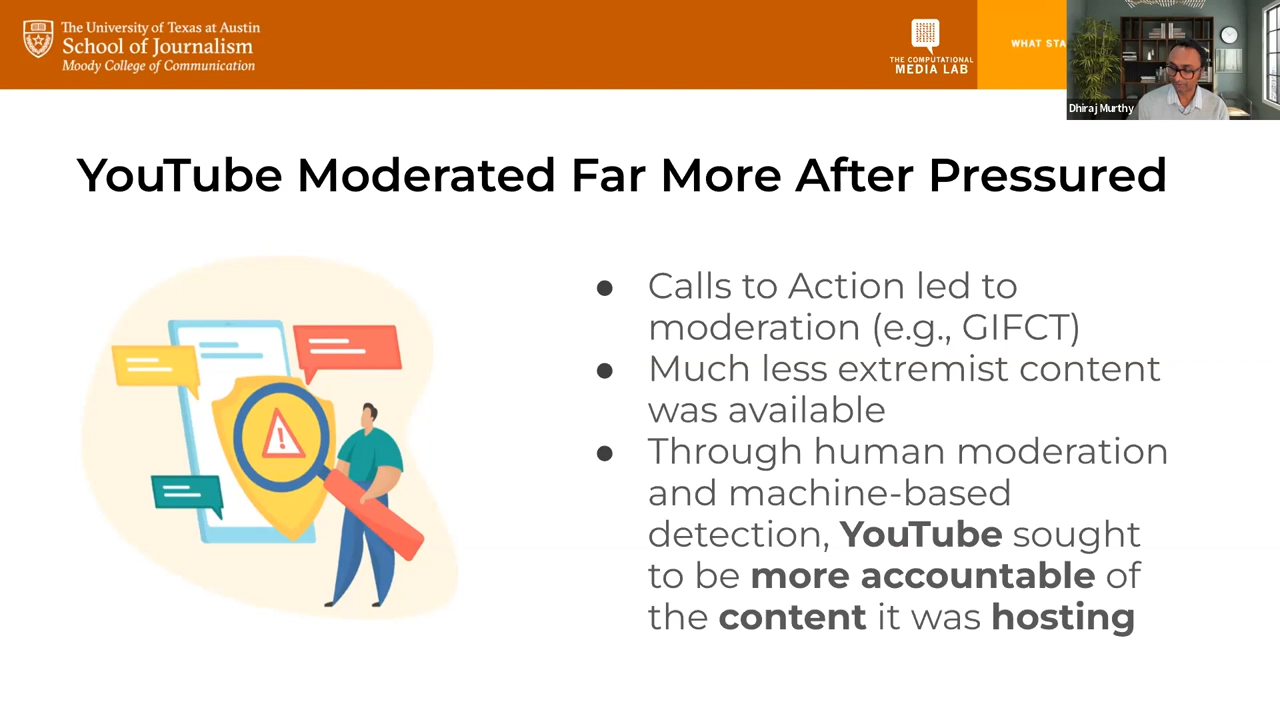 The University of Texas at Austin
School of Journalism
Moody College of Communication
THE COMPUTATIONAL
MEDIA LAB
WHAT
Dhiraj Murthy
YouTube Moderated Far More After Pressured
● Calls to Action led to
moderation (e.g., GIFCT)
● Much less extremist content
was available
● Through human moderation
and machine-based
detection, YouTube sought
to be more accountable of
the content it was hosting